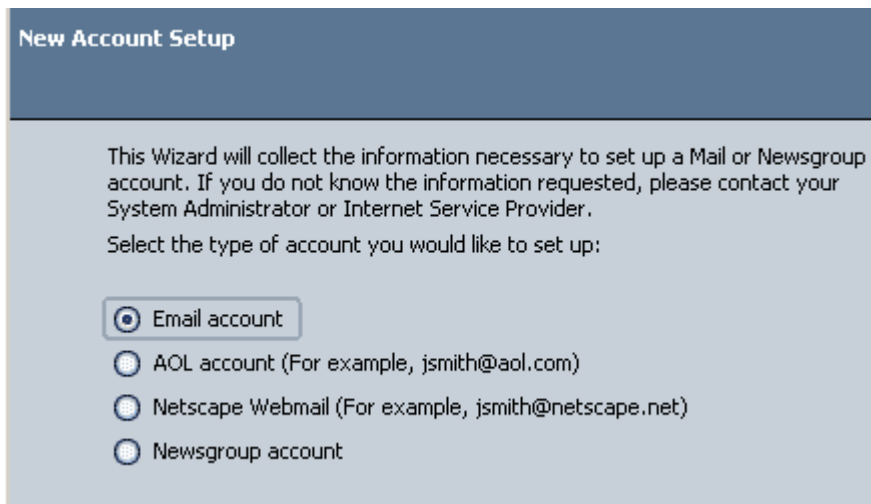 New Account Setup
This Wizard will collect the information necessary to set up a Mail or Newsgroup
account. If you do not know the information requested, please contact your
System Administrator or Internet Service Provider.
Select the type of account you would like to set up:
Email account
AOL account (For example, jsmith@aol.com)
Netscape Webmail (For example, jsmith@netscape.net)
Newsgroup account